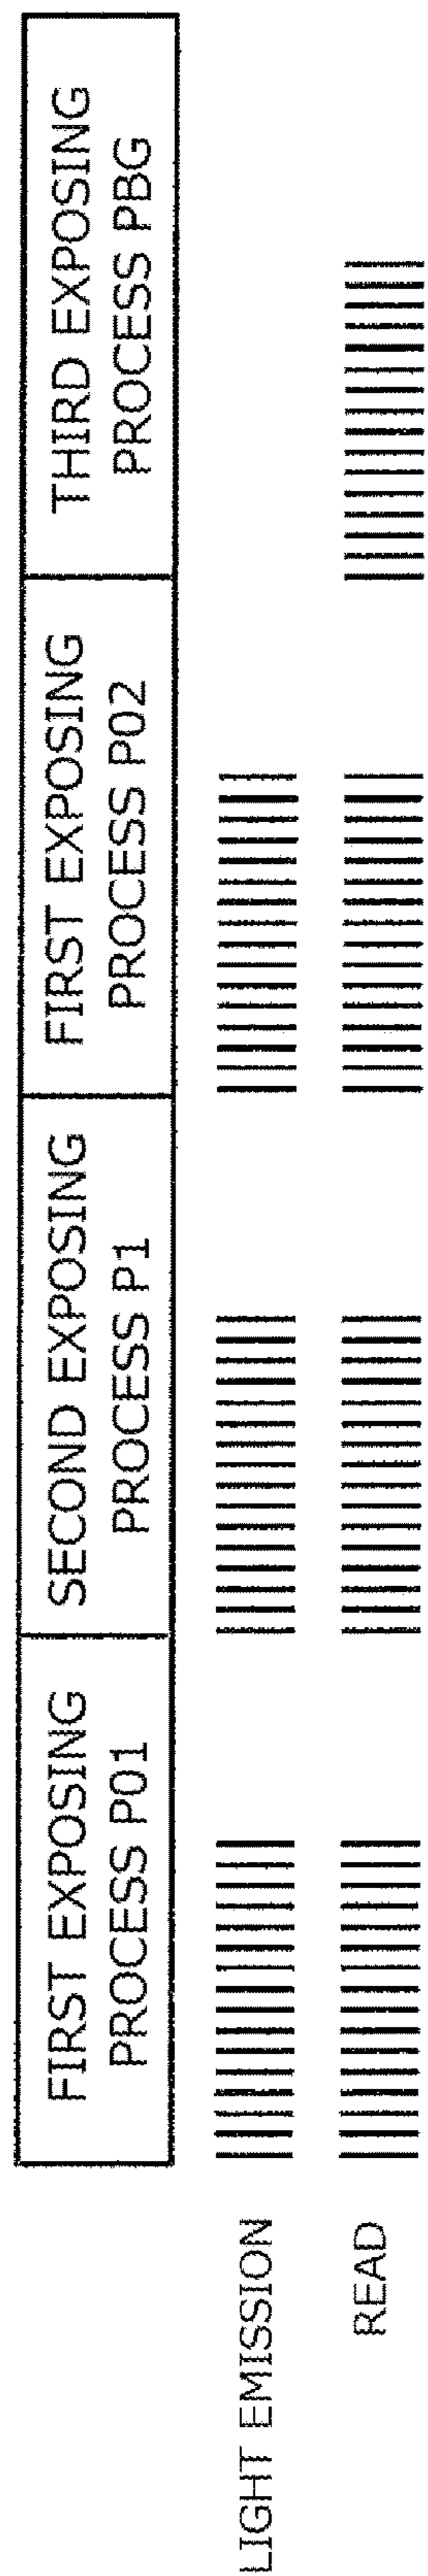 FIRST EXPOSING
PROCESS P01
SECOND EXPOSING
PROCESS P1
FIRST EXPOSING
PROCESS P02
THIRD EXPOSING
PROCESS PBG
LIGHT EMISSION
READ